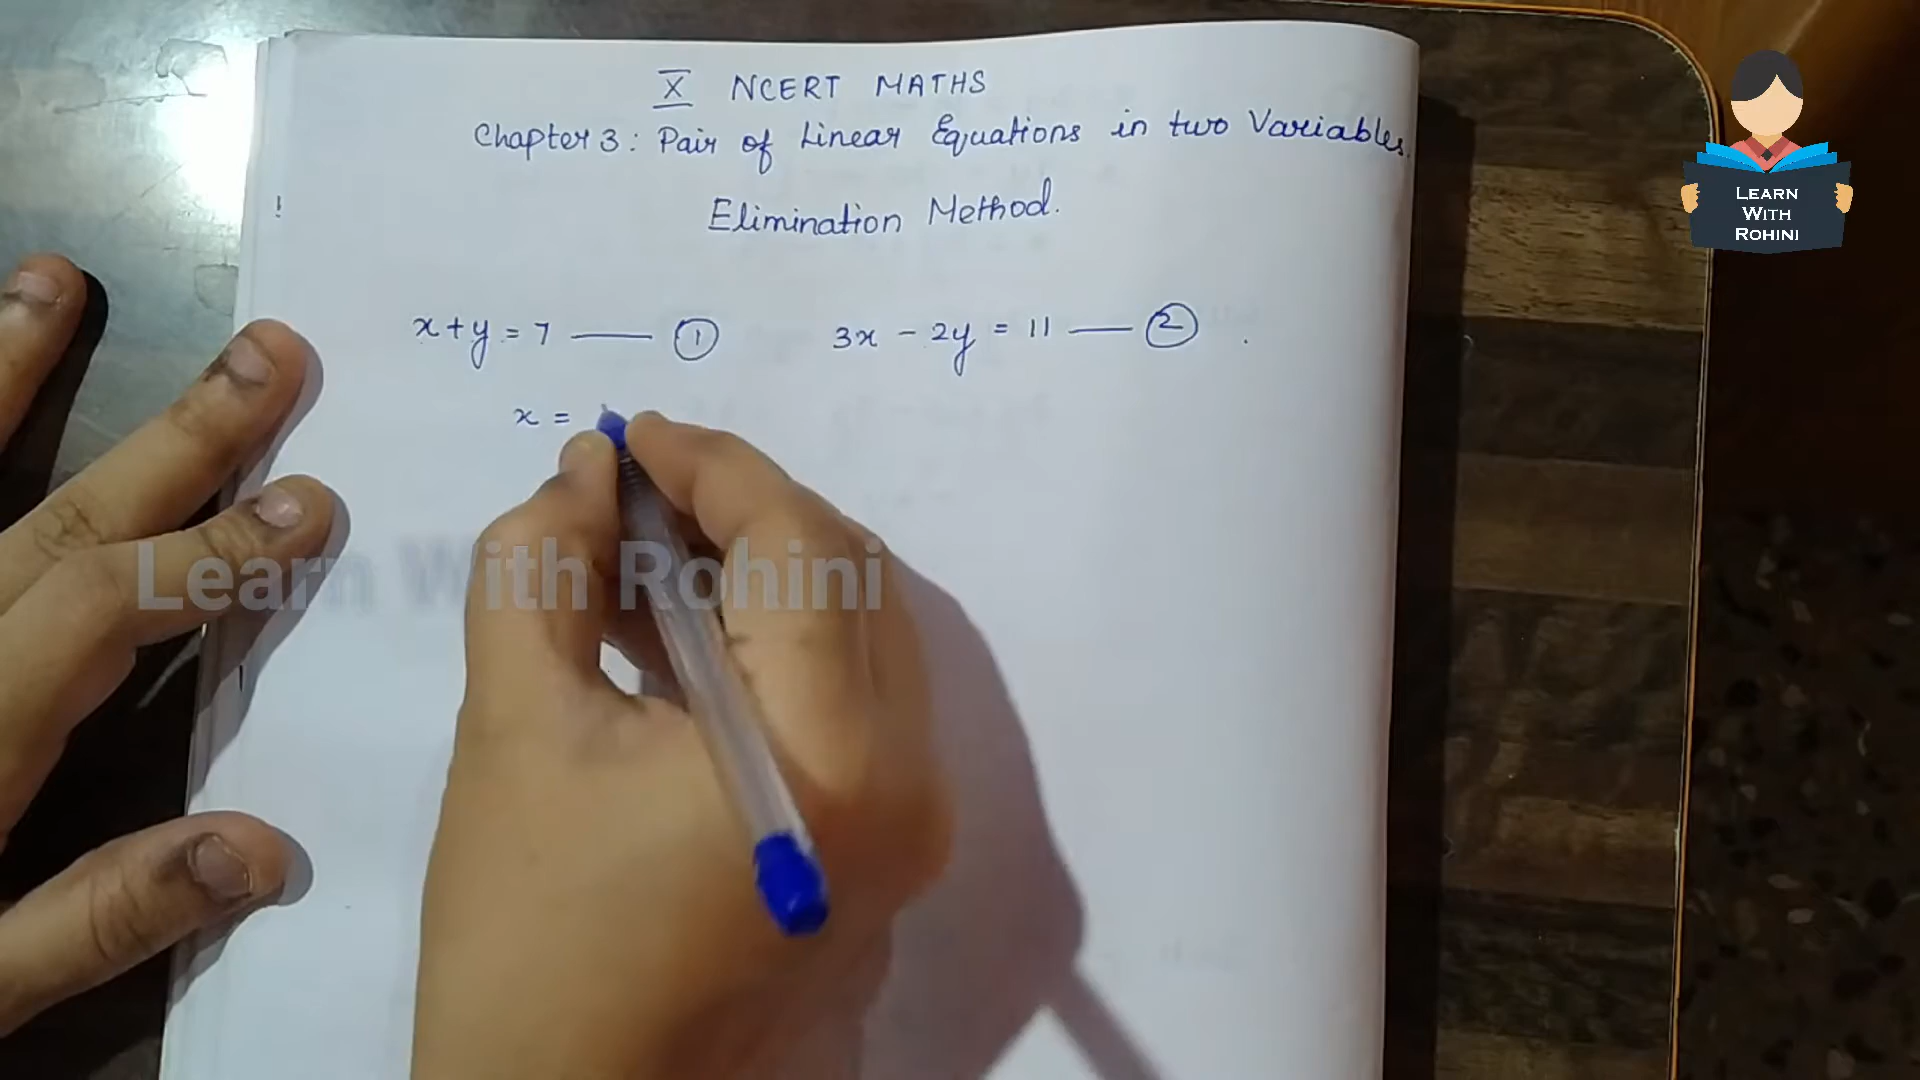 X NCERT MATHS
Chapter 3: Pair of Linear Equations in two Variables.
Elimination Method.
x+y = 7 —— ①
3x - 2y = 11 —— ②
x =
LEARN
WITH
ROHINI
Learn With Rohini